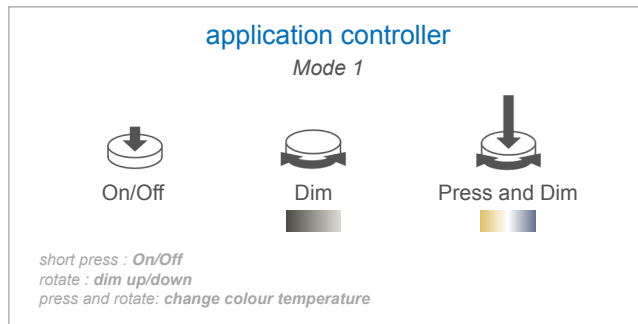 application controller
Mode 1
On/Off
Dim
Press and Dim
short press : On/Off
rotate : dim up/down
press and rotate: change colour temperature